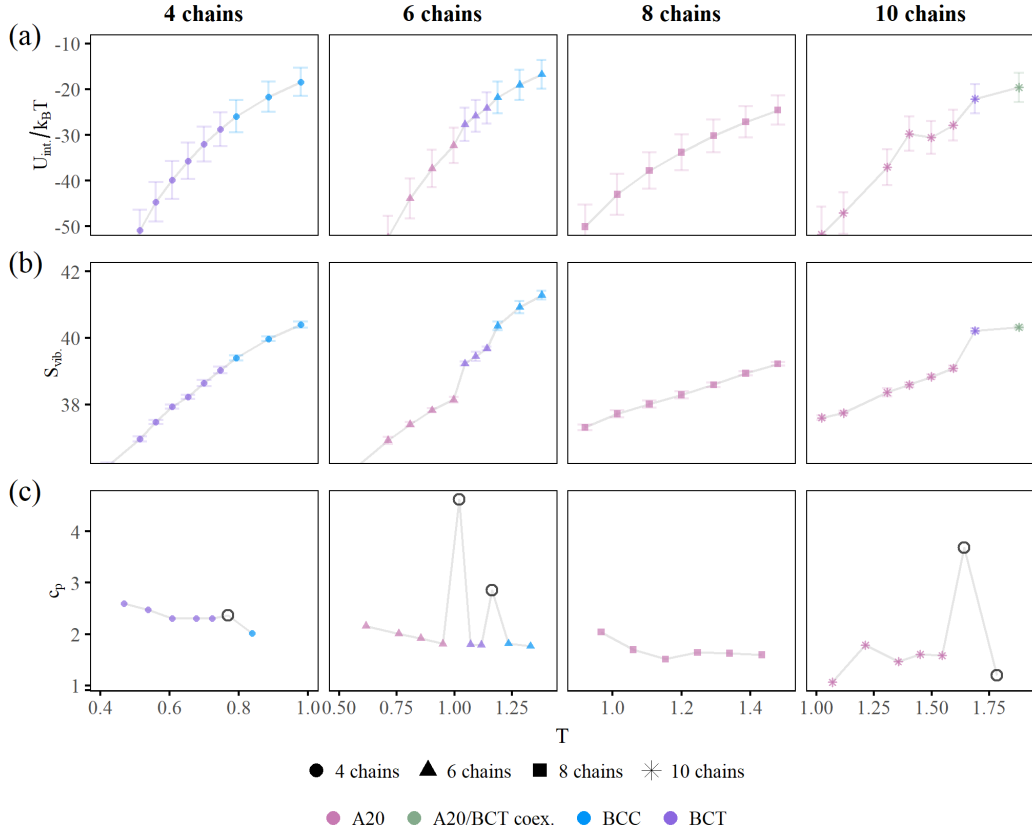 4 chains 6 chains 8 chains 10 chains
(a)
-10
-20
-30
-40
-50
U_int./k_BT
(b)
42
40
38
S_vib.
(c)
4
3
2
1
c_p
0.4 0.6 0.8 1.0 0.50 0.75 1.00 1.25 1.0 1.2 1.4 1.00 1.25 1.50 1.75
T
4 chains 6 chains 8 chains 10 chains
A20 A20/BCT coex. BCC BCT